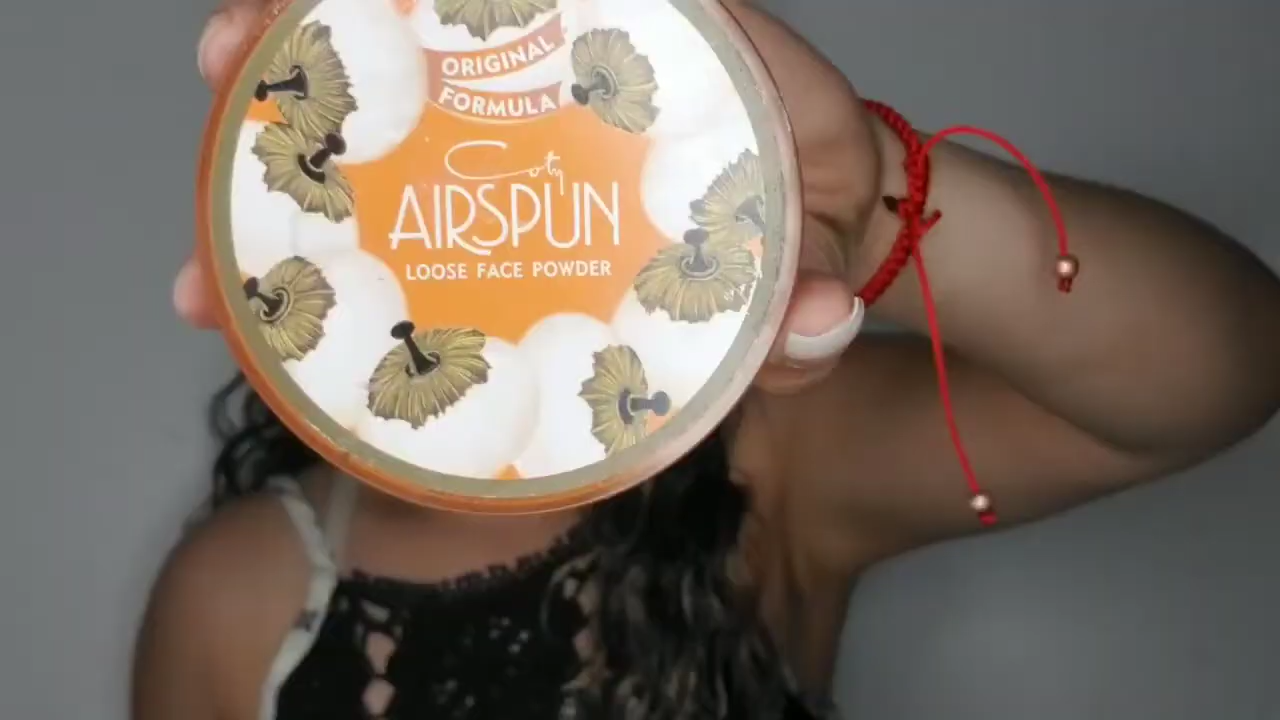 ORIGINAL
FORMULA
Coty
AIRSPUN
LOOSE FACE POWDER